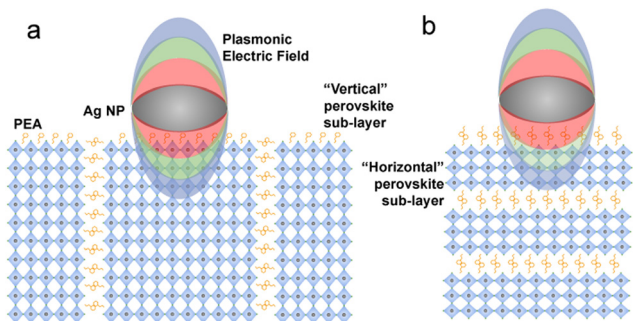 a
b
Plasmonic
Electric Field
Ag NP
PEA
“Vertical”
perovskite
sub-layer
“Horizontal”
perovskite
sub-layer